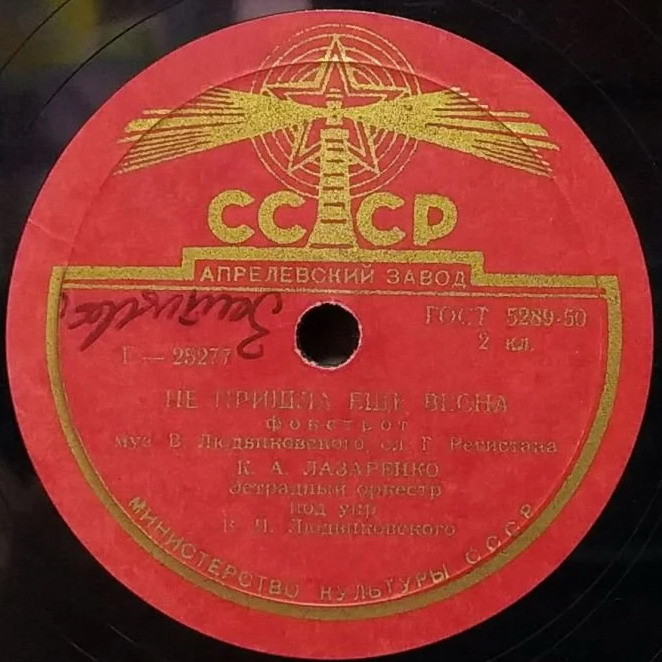 СССР
АПРЕЛЕВСКИЙ ЗАВОД
ГОСТ 5289-50
2 кл.
Г — 25277
НЕ ПРИШЛА ЕЩЕ ВЕСНА
фокстрот
муз В. Людвиковского, сл. Г Регистана
К. А. ЛАЗАРЕНКО
Эстрадный оркестр
под упр
В. Н. Людвиковского
МИНИСТЕРСТВО КУЛЬТУРЫ СССР